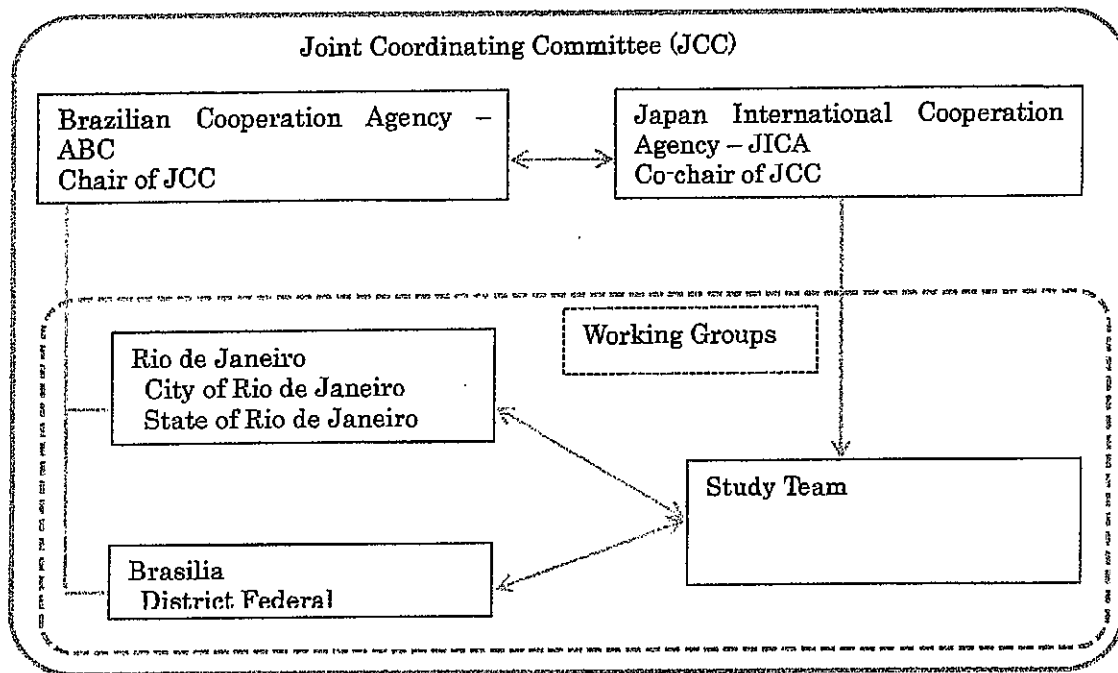 Joint Coordinating Committee (JCC)
Brazilian Cooperation Agency –
ABC
Chair of JCC
Japan International Cooperation
Agency – JICA
Co-chair of JCC
Working Groups
Rio de Janeiro
City of Rio de Janeiro
State of Rio de Janeiro
Study Team
Brasilia
District Federal